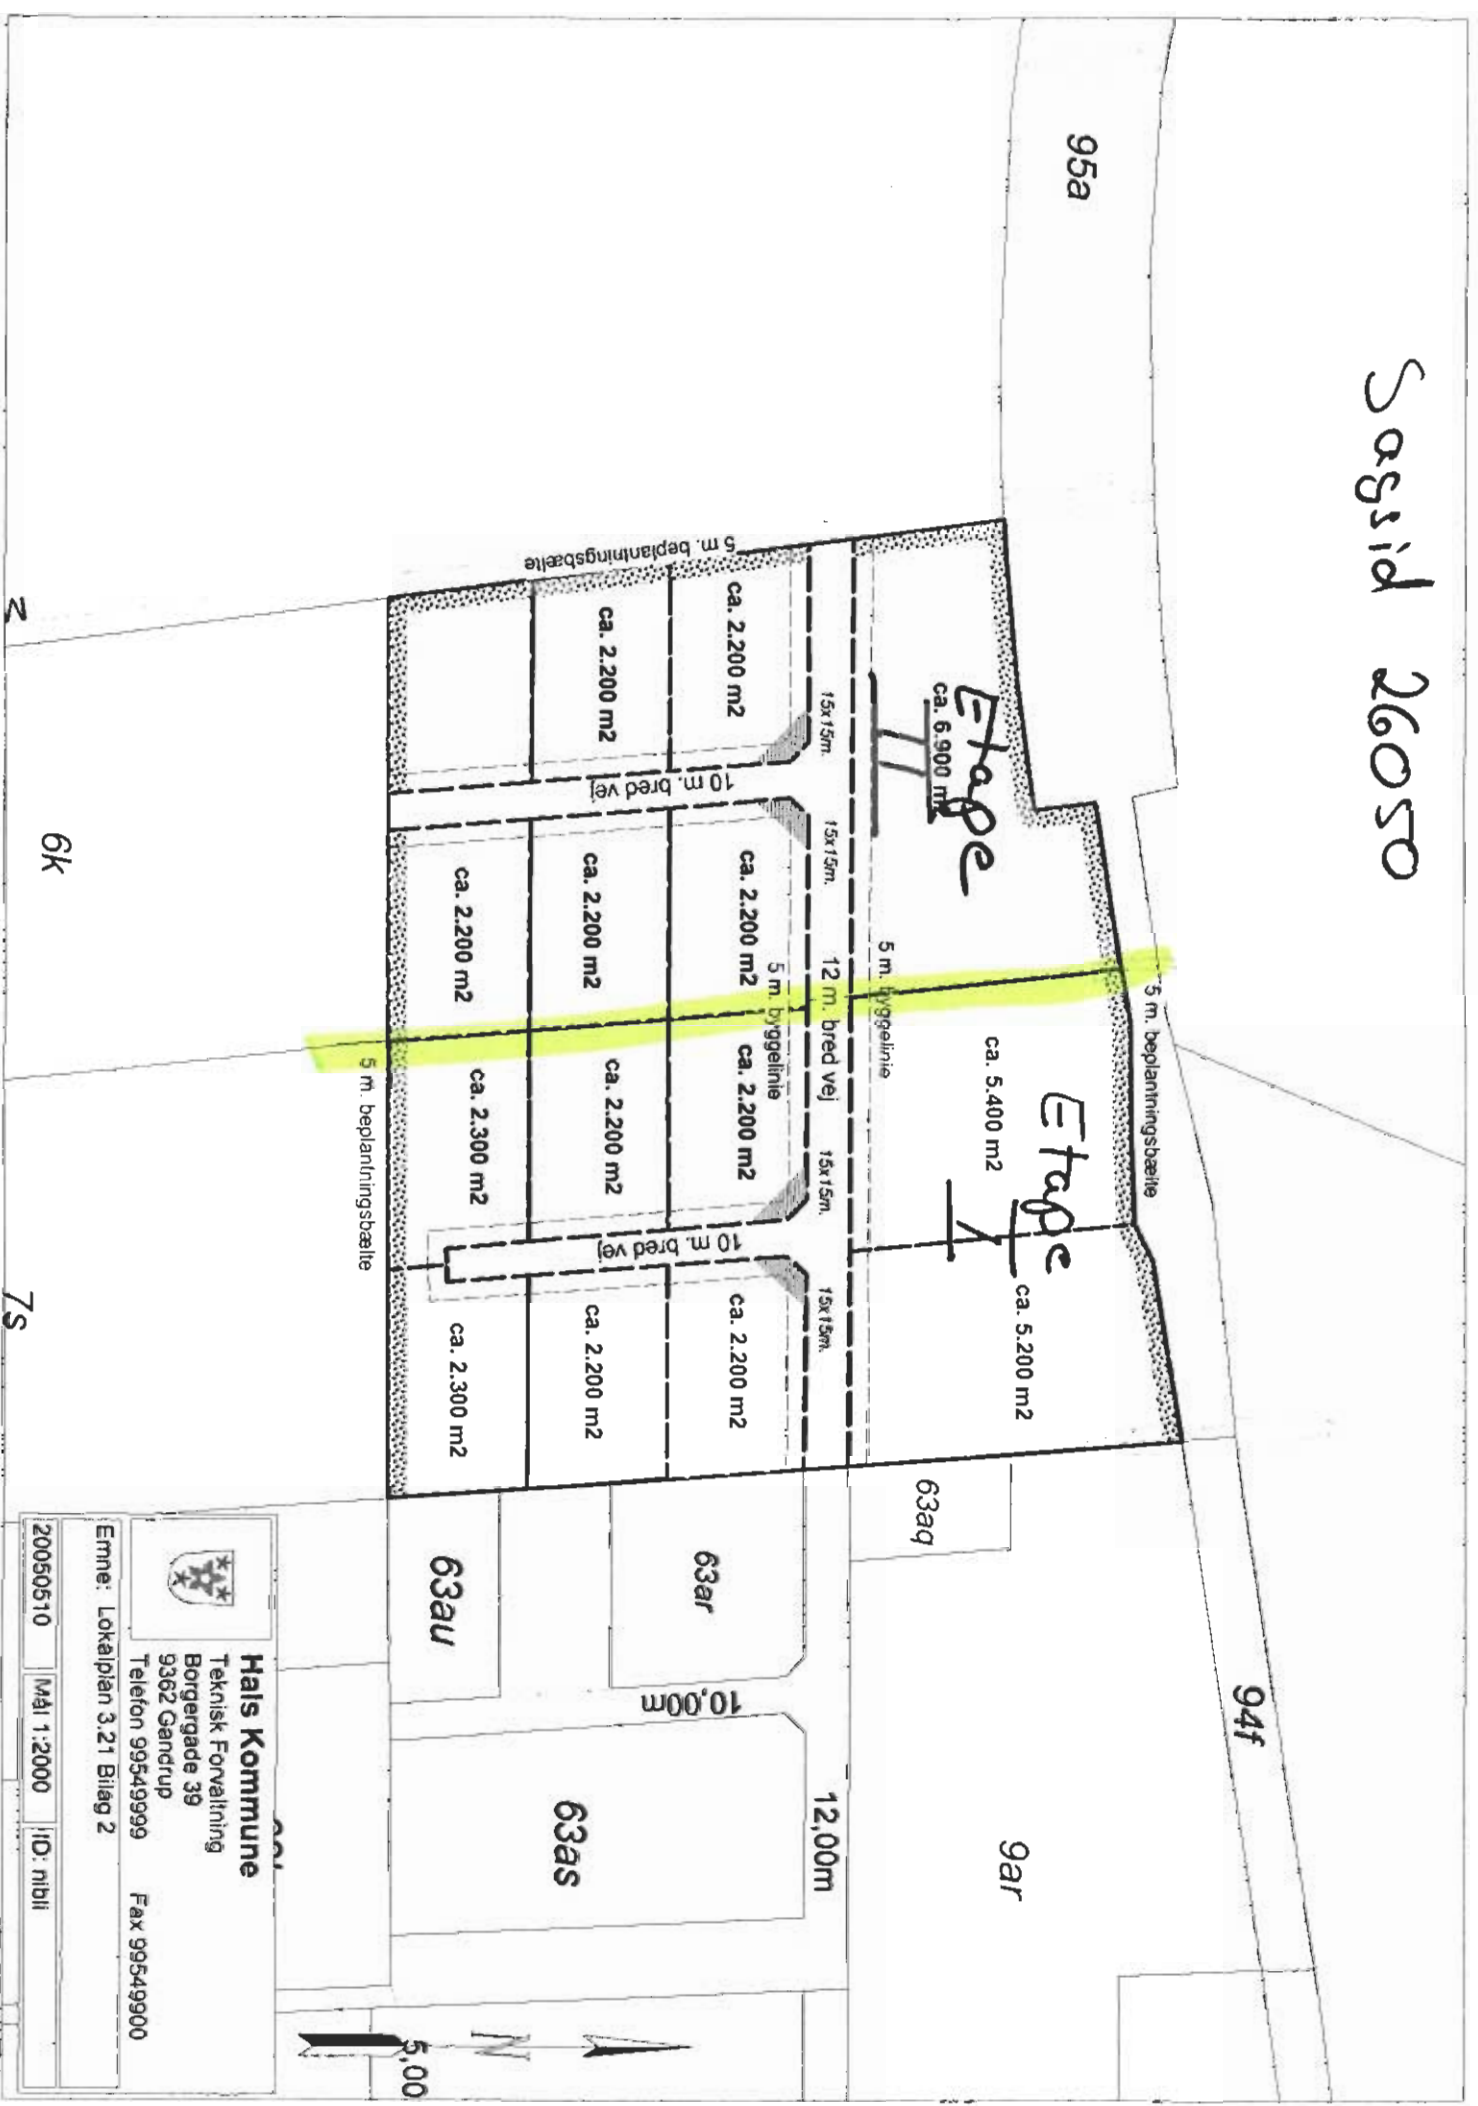 Sagsid 26050
95a
94f
5 m. beplantningsbælte
Etape
II
ca. 6.900 m2
Etape
I
ca. 5.400 m2
ca. 5.200 m2
9ar
63aq
5 m. byggelinie
15x15m.
15x15m.
12 m. bred vej
15x15m.
15x15m.
12,00m
5 m. byggelinie
5 m. beplantningsbælte
ca. 2.200 m2
ca. 2.200 m2
ca. 2.200 m2
ca. 2.200 m2
63ar
10 m. bred vej
10 m. bred vej
10,00m
ca. 2.200 m2
ca. 2.200 m2
ca. 2.200 m2
ca. 2.200 m2
63as
ca. 2.200 m2
ca. 2.300 m2
ca. 2.300 m2
63au
N
5,00
5 m. beplantningsbælte
6k
7s
Hals Kommune
Teknisk Forvaltning
Borgergade 39
9362 Gandrup
Telefon 99549999 Fax 99549900
Emne: Lokalplan 3.21 Bilag 2
20050510 Mål 1:2000 ID: nibli